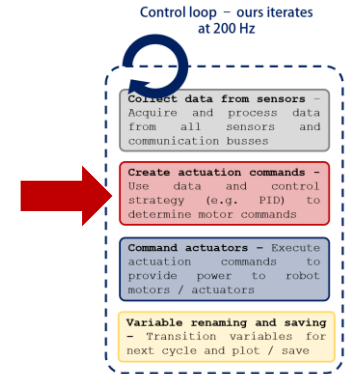 Control loop – ours iterates
at 200 Hz
Collect data from sensors –
Acquire and process data
from all sensors and
communication busses
Create actuation commands –
Use data and control
strategy (e.g. PID) to
determine motor commands
Command actuators – Execute
actuation commands to
provide power to robot
motors / actuators
Variable renaming and saving
– Transition variables for
next cycle and plot / save